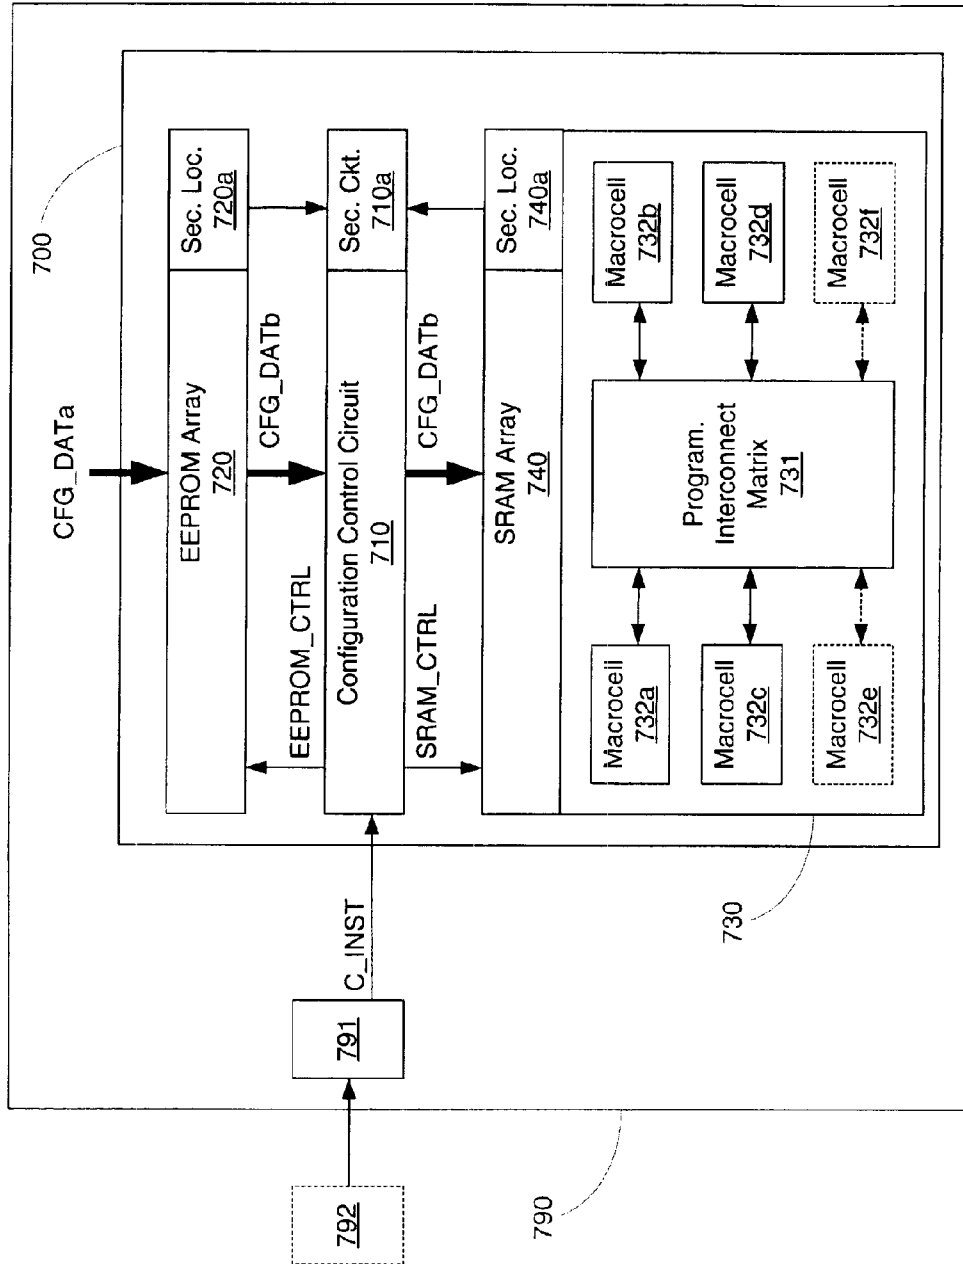 700
CFG_DATa
EEPROM Array
720
Sec. Loc.
720a
EEPROM_CTRL
CFG_DATb
Configuration Control Circuit
710
Sec. Ckt.
710a
C_INST
791
792
SRAM_CTRL
CFG_DATb
SRAM Array
740
Sec. Loc.
740a
Macrocell
732a
Macrocell
732b
Macrocell
732c
Macrocell
732d
Macrocell
732e
Macrocell
732f
Program.
Interconnect
Matrix
731
730
790